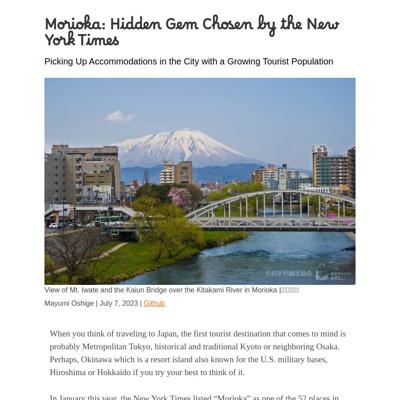 Morioka: Hidden Gem Chosen by the New
York Times
Picking Up Accommodations in the City with a Growing Tourist Population
View of Mt. Iwate and the Kaiun Bridge over the Kitakami River in Morioka |
Mayumi Oshige | July 7, 2023 | Github
When you think of traveling to Japan, the first tourist destination that comes to mind is
probably Metropolitan Tokyo, historical and traditional Kyoto or neighboring Osaka.
Perhaps, Okinawa which is a resort island also known for the U.S. military bases,
Hiroshima or Hokkaido if you try your best to think of it.
In January this year, the New York Times listed “Morioka” as one of the 52 places in